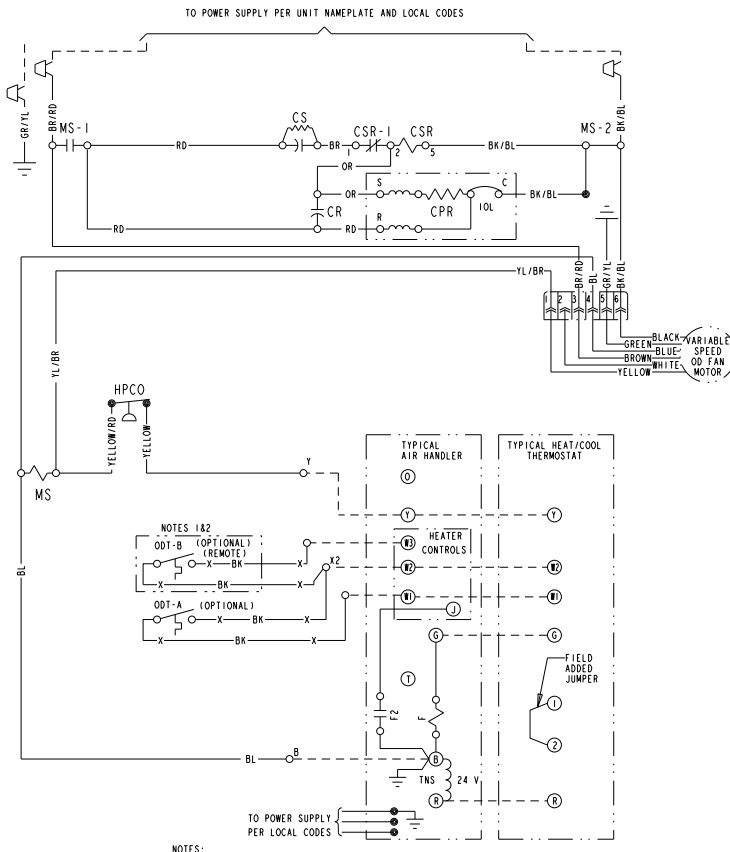 TO POWER SUPPLY PER UNIT NAMEPLATE AND LOCAL CODES
GR/YL
BR/RD
BK/BL
MS-1
RD
CS
BR
CSR-1
CSR
1
2
5
BK/BL
MS-2
OR
OR
S
C
BK/BL
CR
CPR
IOL
RD
R
RD
YL/BR
BR/RD
BL
GR/YL
BK/BL
1 2 3 4 5 6
BLACK
GREEN
BLUE
BROWN
WHITE
YELLOW
VARIABLE
SPEED
OD FAN
MOTOR
YL/BR
HPCO
YELLOW/RD
YELLOW
MS
Y
TYPICAL
AIR HANDLER
TYPICAL HEAT/COOL
THERMOSTAT
O
Y
Y
NOTES 1&2
ODT-B (OPTIONAL)
(REMOTE)
X BK X
X BK X
X2
W3
HEATER
CONTROLS
W2
W2
W1
W1
J
ODT-A (OPTIONAL)
X BK X
X BK X
BL
G
G
FIELD
ADDED
JUMPER
T
1
2
F2
F
BL
B
B
TNS
24 V
R
R
TO POWER SUPPLY
PER LOCAL CODES
NOTES: